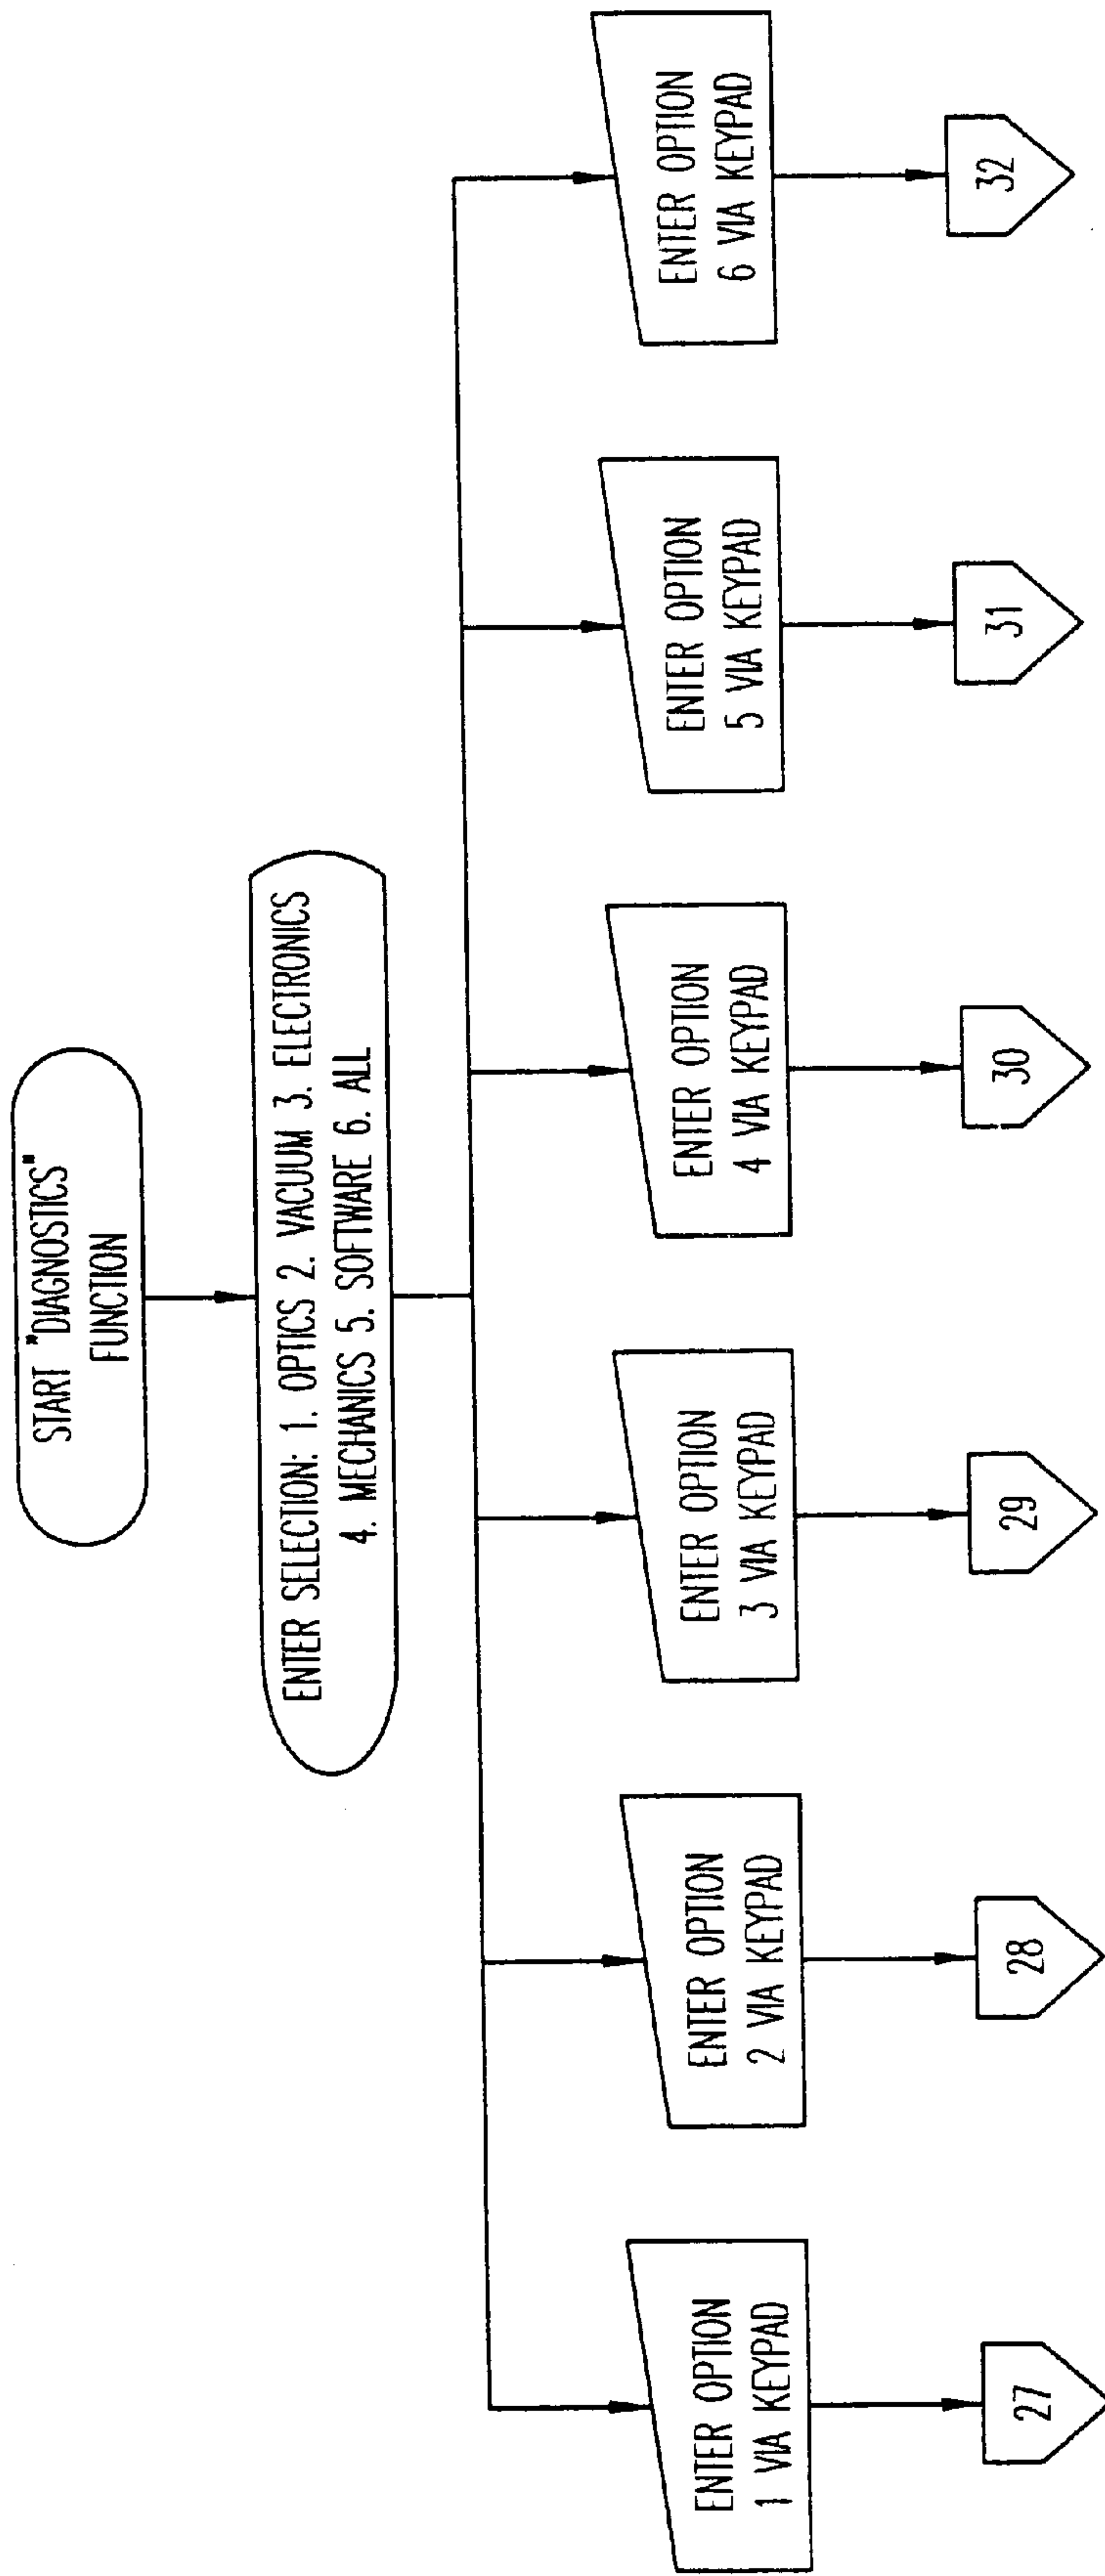 START "DIAGNOSTICS"
FUNCTION
ENTER SELECTION: 1. OPTICS 2. VACUUM 3. ELECTRONICS
4. MECHANICS 5. SOFTWARE 6. ALL
ENTER OPTION
1 VIA KEYPAD
ENTER OPTION
2 VIA KEYPAD
ENTER OPTION
3 VIA KEYPAD
ENTER OPTION
4 VIA KEYPAD
ENTER OPTION
5 VIA KEYPAD
ENTER OPTION
6 VIA KEYPAD
27
28
29
30
31
32